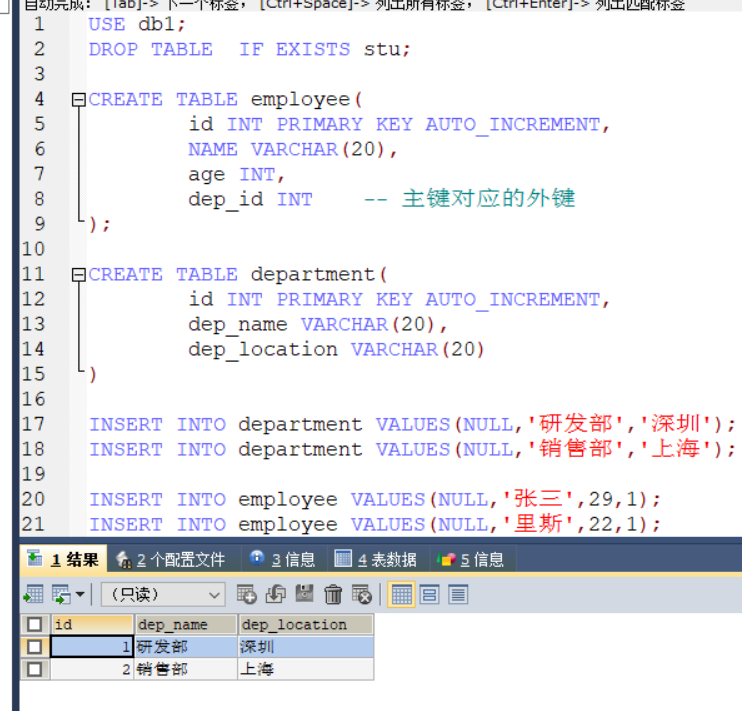 自动完成: [Tab]-> 下一个标签, [Ctrl+Space]-> 列出所有标签, [Ctrl+Enter]-> 列出匹配标签
1 USE db1;
2 DROP TABLE  IF EXISTS stu;
3
4 CREATE TABLE employee(
5 id INT PRIMARY KEY AUTO_INCREMENT,
6 NAME VARCHAR(20),
7 age INT,
8 dep_id INT    -- 主键对应的外键
9 );
10
11 CREATE TABLE department(
12 id INT PRIMARY KEY AUTO_INCREMENT,
13 dep_name VARCHAR(20),
14 dep_location VARCHAR(20)
15 )
16
17 INSERT INTO department VALUES(NULL,'研发部','深圳');
18 INSERT INTO department VALUES(NULL,'销售部','上海');
19
20 INSERT INTO employee VALUES(NULL,'张三',29,1);
21 INSERT INTO employee VALUES(NULL,'里斯',22,1);
1 结果 2 个配置文件 3 信息 4 表数据 5 信息
(只读)
id dep_name dep_location
1 研发部 深圳
2 销售部 上海